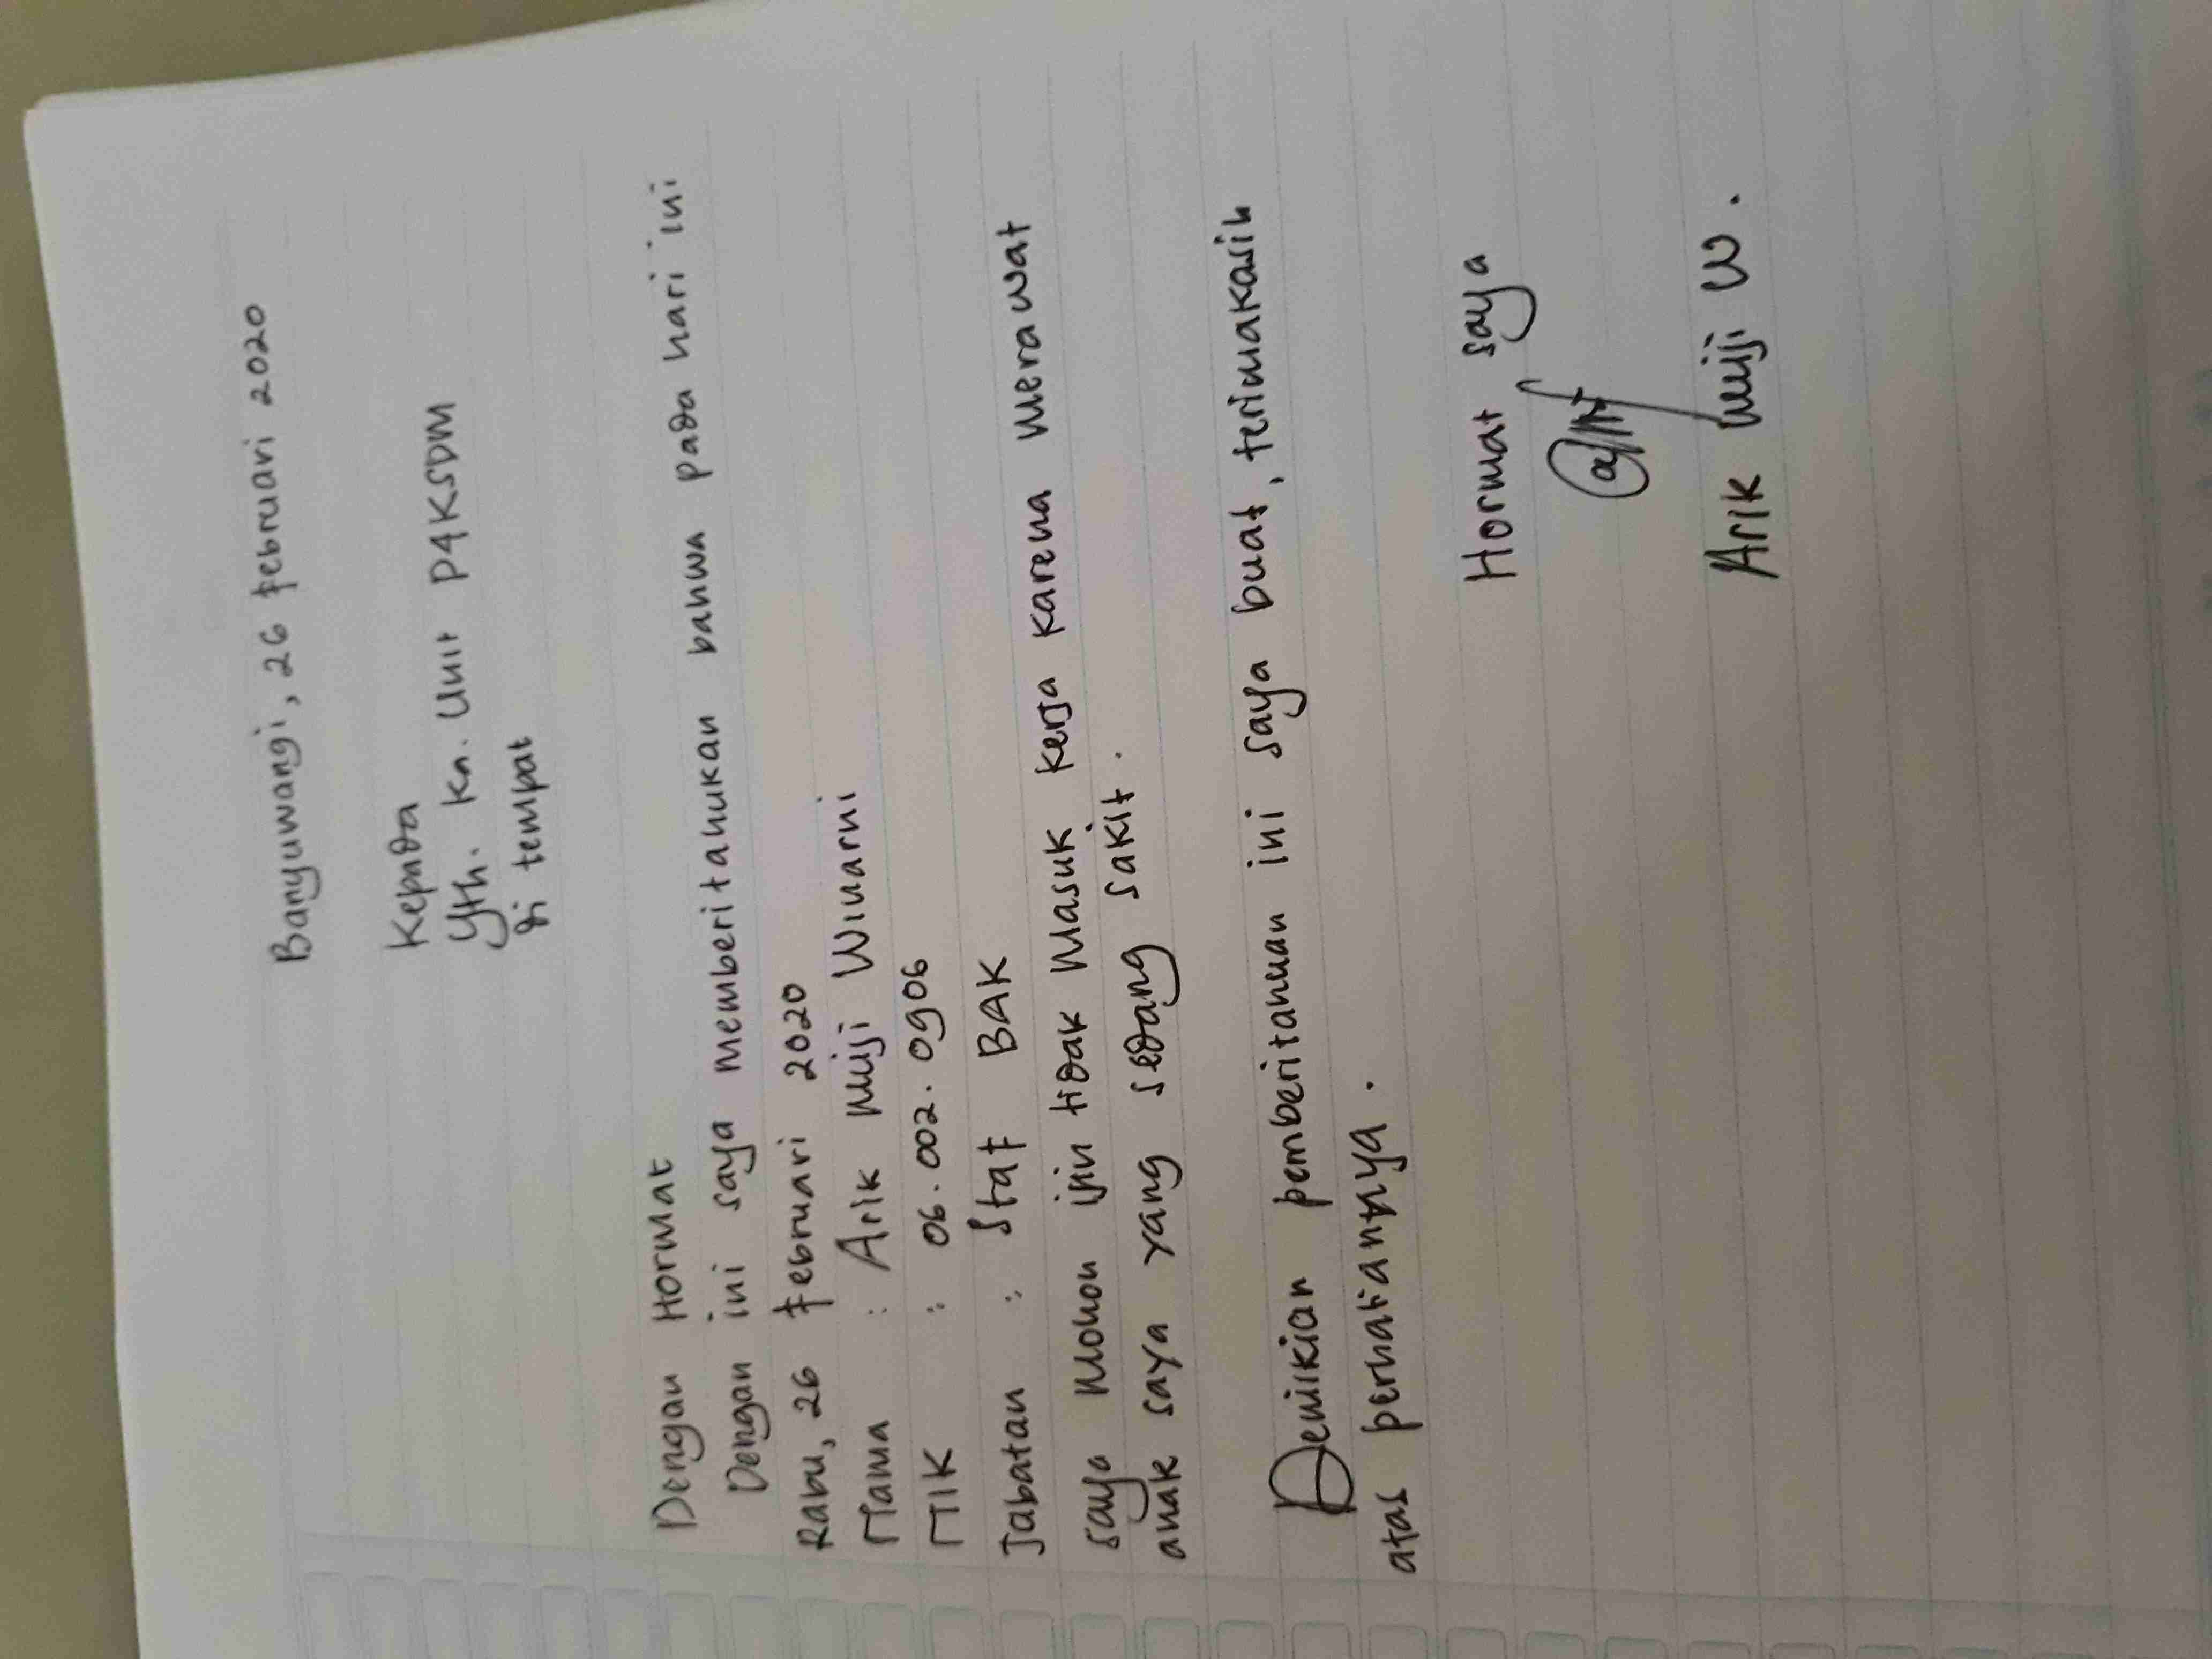 Banyuwangi, 26 Februari 2020
Kepada
Yth. Ka. Unit P4KSDM
di tempat
Dengan Hormat
Dengan ini saya memberitahukan bahwa pada hari ini
Rabu, 26 Februari 2020
Nama : Arik Muji Winarni
NIK : 06.002.0906
Jabatan : Staf BAK
saya mohon ijin tidak masuk kerja karena merawat
anak saya yang sedang sakit.
Demikian pemberitahuan ini saya buat, terimakasih
atas perhatiannya.
Hormat saya
Arik Muji W.